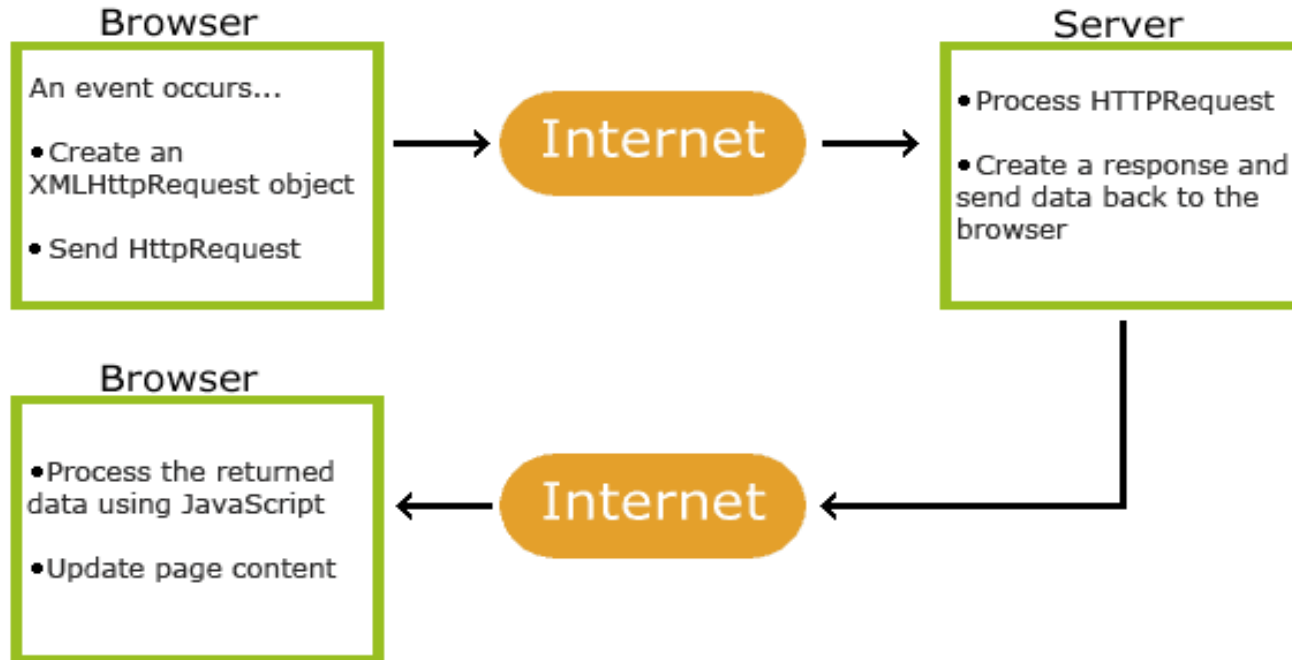 Browser
An event occurs...
•Create an
XMLHttpRequest object
• Send HttpRequest
Internet
Server
•Process HTTPRequest
•Create a response and
send data back to the
browser
Browser
•Process the returned
data using JavaScript
•Update page content
Internet